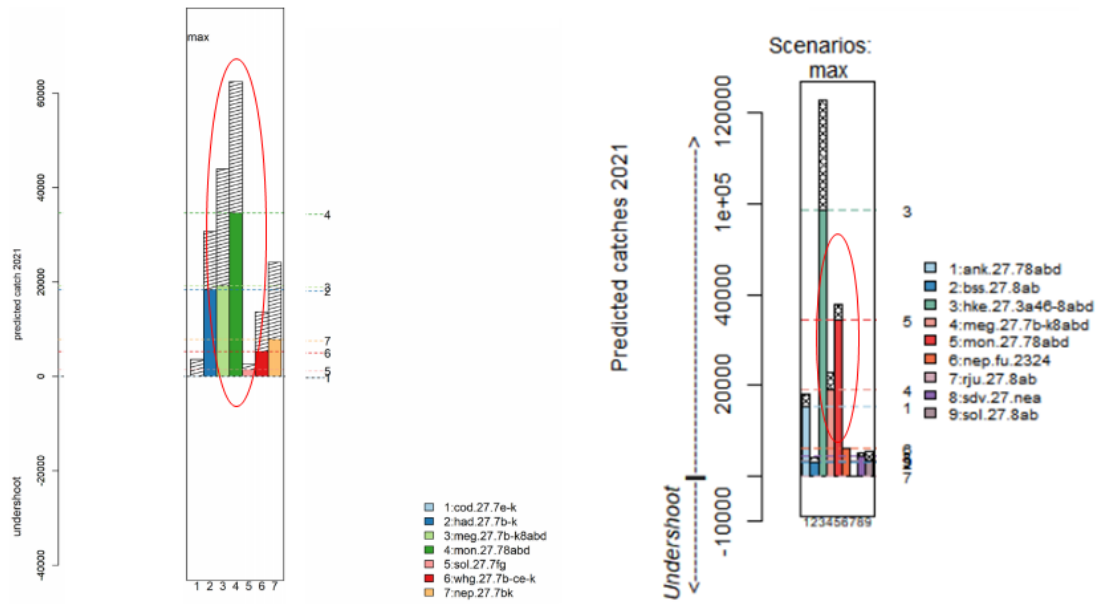 max
60000
40000
20000
0
-20000
-40000
predicted catch 2021
undershoot
4
3
2
7
6
5
1
1 2 3 4 5 6 7
1:cod.27.7e-k
2:had.27.7b-k
3:meg.27.7b-k8abd
4:mon.27.78abd
5:sol.27.7fg
6:whg.27.7b-ce-k
7:nep.27.7bk
Scenarios:
max
Predicted catches 2021
Undershoot
120000
1e+05
40000
20000
-10000
3
5
4
1
7
123456789
1:ank.27.78abd
2:bss.27.8ab
3:hke.27.3a46-8abd
4:meg.27.7b-k8abd
5:mon.27.78abd
6:nep.fu.2324
7:rju.27.8ab
8:sdv.27.nea
9:sol.27.8ab